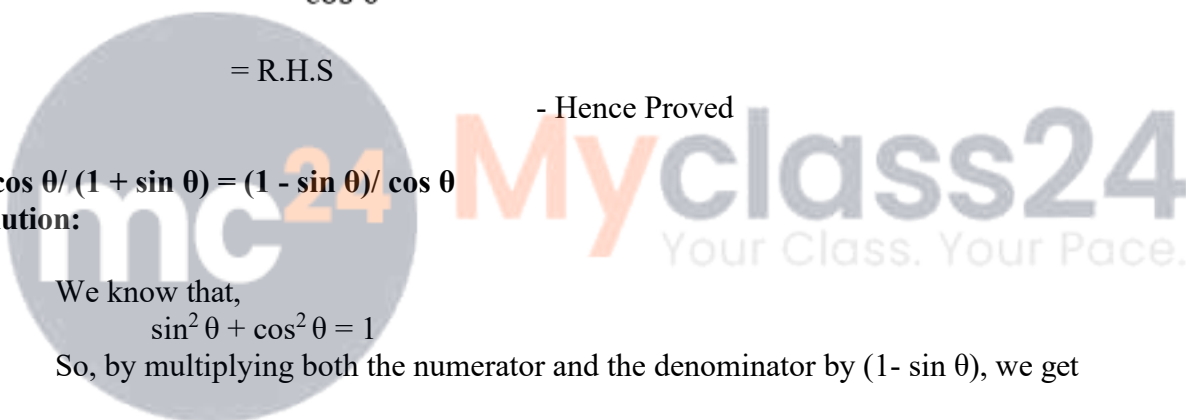 = R.H.S
- Hence Proved
cos θ/ (1 + sin θ) = (1 - sin θ)/ cos θ
We know that,
sin² θ + cos² θ = 1
So, by multiplying both the numerator and the denominator by (1- sin θ), we get
mc24
Myclass24
Your Class. Your Pace.